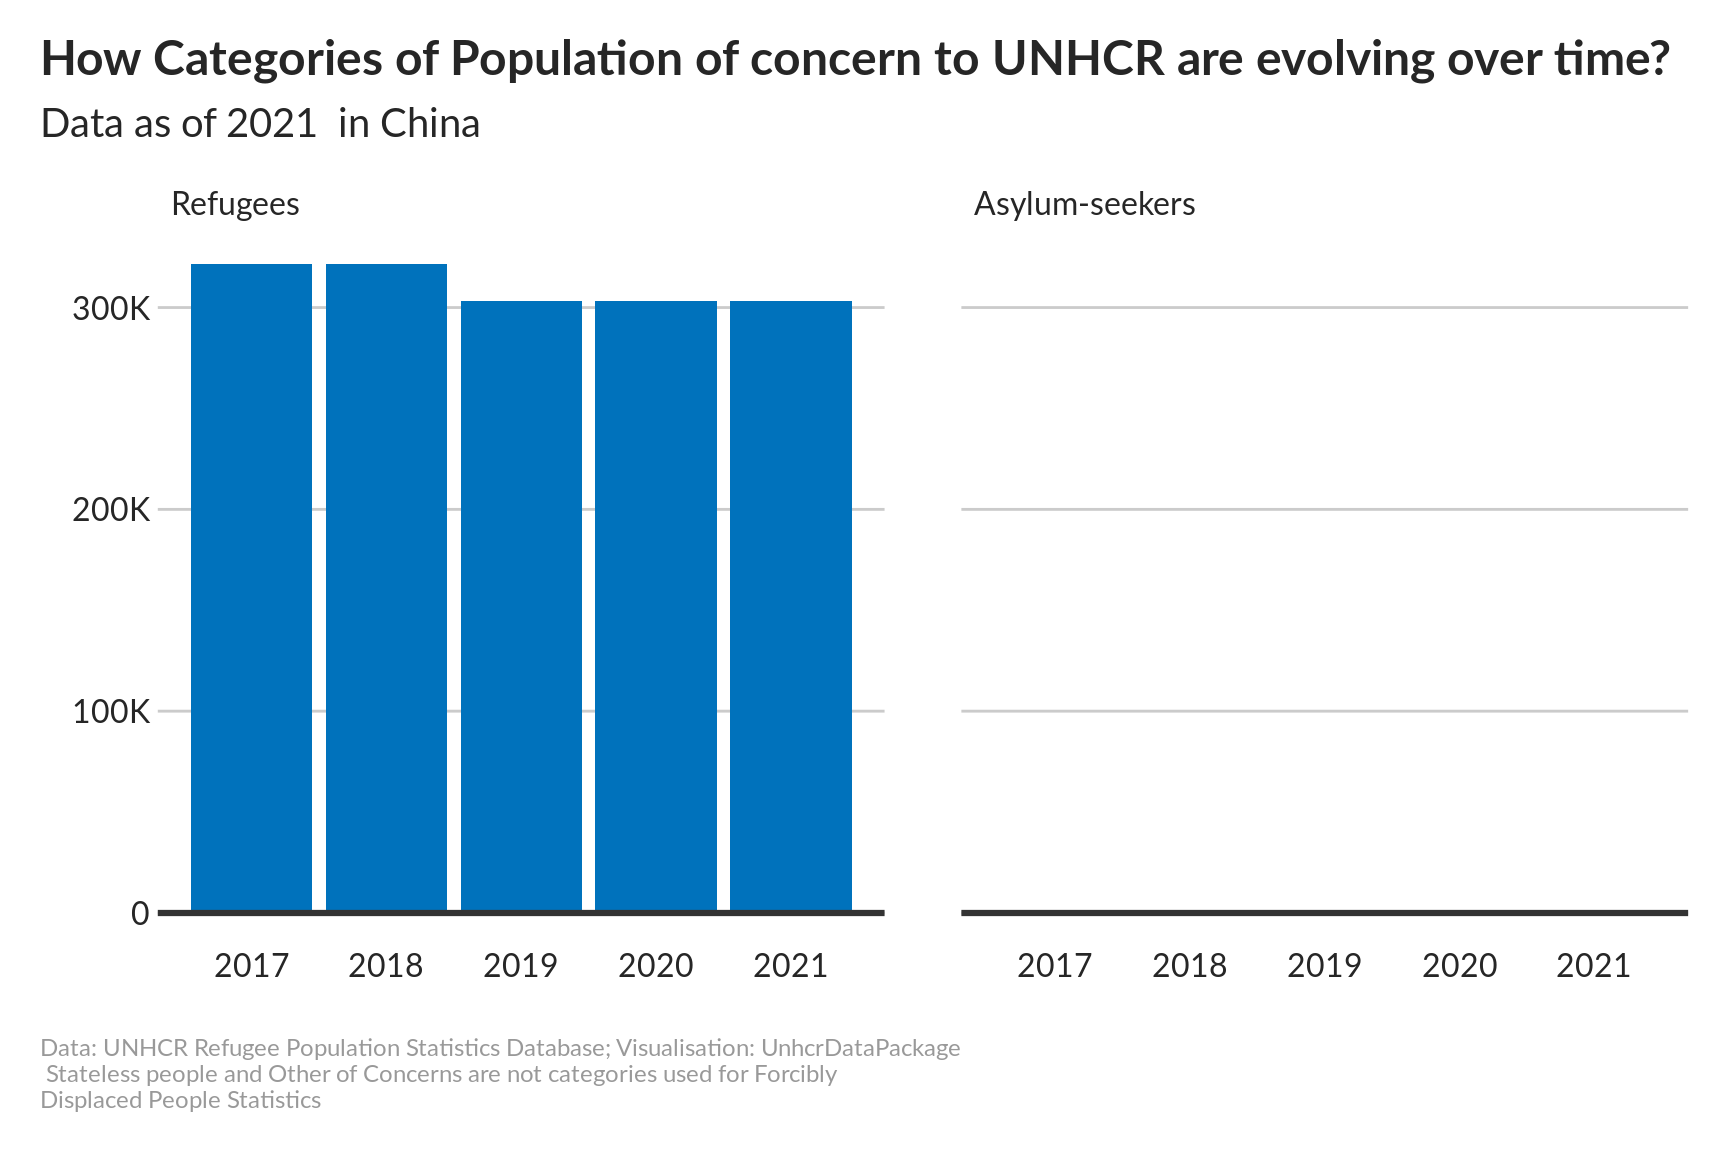 How Categories of Population of concern to UNHCR are evolving over time?
Data as of 2021  in China
Refugees
Asylum-seekers
300K
200K
100K
0
2017 2018 2019 2020 2021
2017 2018 2019 2020 2021
Data: UNHCR Refugee Population Statistics Database; Visualisation: UnhcrDataPackage
Stateless people and Other of Concerns are not categories used for Forcibly
Displaced People Statistics